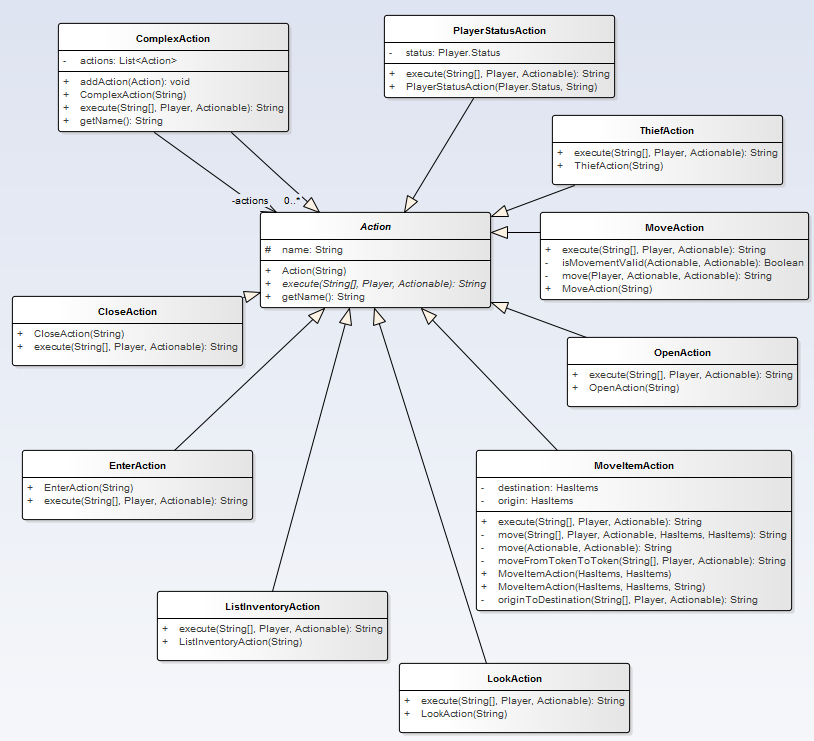 ComplexAction
- actions: List<Action>
+ addAction(Action): void
+ ComplexAction(String)
+ execute(String[], Player, Actionable): String
+ getName(): String
PlayerStatusAction
- status: Player.Status
+ execute(String[], Player, Actionable): String
+ PlayerStatusAction(Player.Status, String)
ThiefAction
+ execute(String[], Player, Actionable): String
+ ThiefAction(String)
-actions 0..*
Action
# name: String
+ Action(String)
+ execute(String[], Player, Actionable): String
+ getName(): String
MoveAction
+ execute(String[], Player, Actionable): String
- isMovementValid(Actionable, Actionable): Boolean
- move(Player, Actionable, Actionable): String
+ MoveAction(String)
CloseAction
+ CloseAction(String)
+ execute(String[], Player, Actionable): String
OpenAction
+ execute(String[], Player, Actionable): String
+ OpenAction(String)
EnterAction
+ EnterAction(String)
+ execute(String[], Player, Actionable): String
MoveItemAction
- destination: HasItems
- origin: HasItems
+ execute(String[], Player, Actionable): String
- move(String[], Player, Actionable, HasItems, HasItems): String
- move(Actionable, Actionable): String
- moveFromTokenToToken(String[], Player, Actionable): String
+ MoveItemAction(HasItems, HasItems)
+ MoveItemAction(HasItems, HasItems, String)
- originToDestination(String[], Player, Actionable): String
ListInventoryAction
+ execute(String[], Player, Actionable): String
+ ListInventoryAction(String)
LookAction
+ execute(String[], Player, Actionable): String
+ LookAction(String)